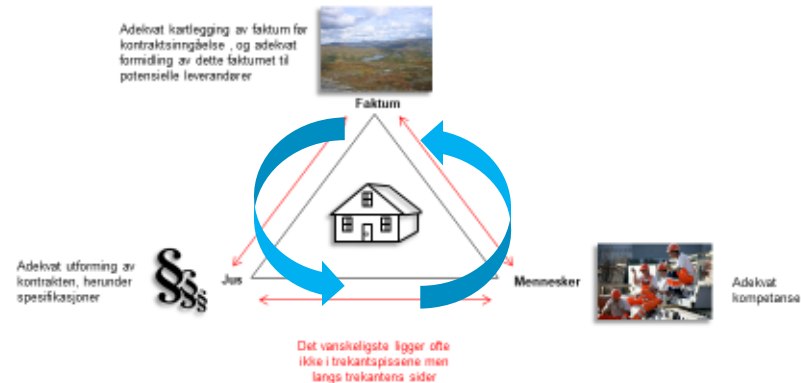 Adekvat kartlegging av faktum før
kontraktsinngåelse , og adekvat
formidling av dette faktumet til
potensielle leverandører
Faktum
Adekvat utforming av
kontrakten, herunder
spesifikasjoner
§§§
Jus
Mennesker
Adekvat
kompetanse
Det vanskeligste ligger ofte
ikke i trekantspissene men
langs trekantens sider